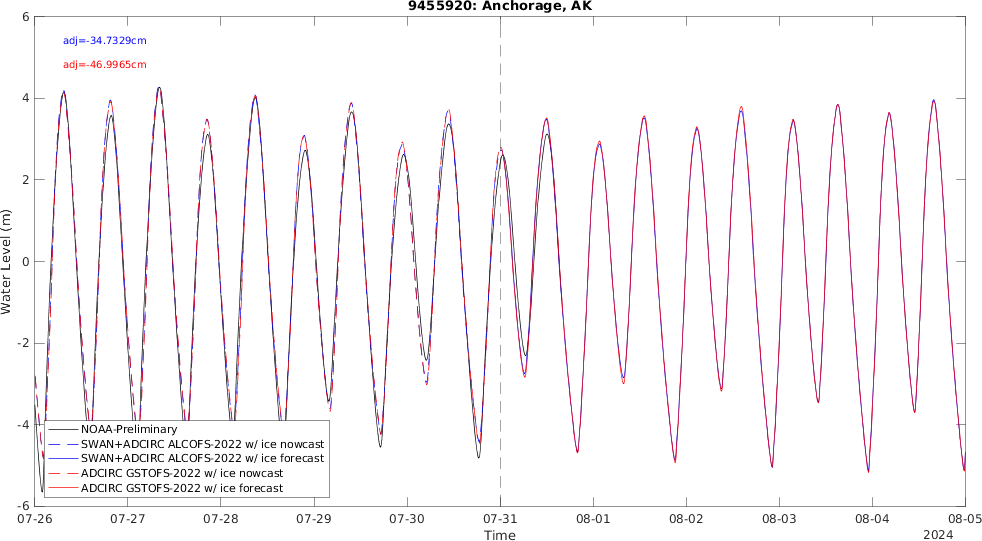 9455920: Anchorage, AK
adj=-34.7329cm
adj=-46.9965cm
Water Level (m)
6
4
2
0
-2
-4
-6
NOAA-Preliminary
SWAN+ADCIRC ALCOFS-2022 w/ ice nowcast
SWAN+ADCIRC ALCOFS-2022 w/ ice forecast
ADCIRC GSTOFS-2022 w/ ice nowcast
ADCIRC GSTOFS-2022 w/ ice forecast
07-26 07-27 07-28 07-29 07-30 07-31 08-01 08-02 08-03 08-04 08-05
Time
2024